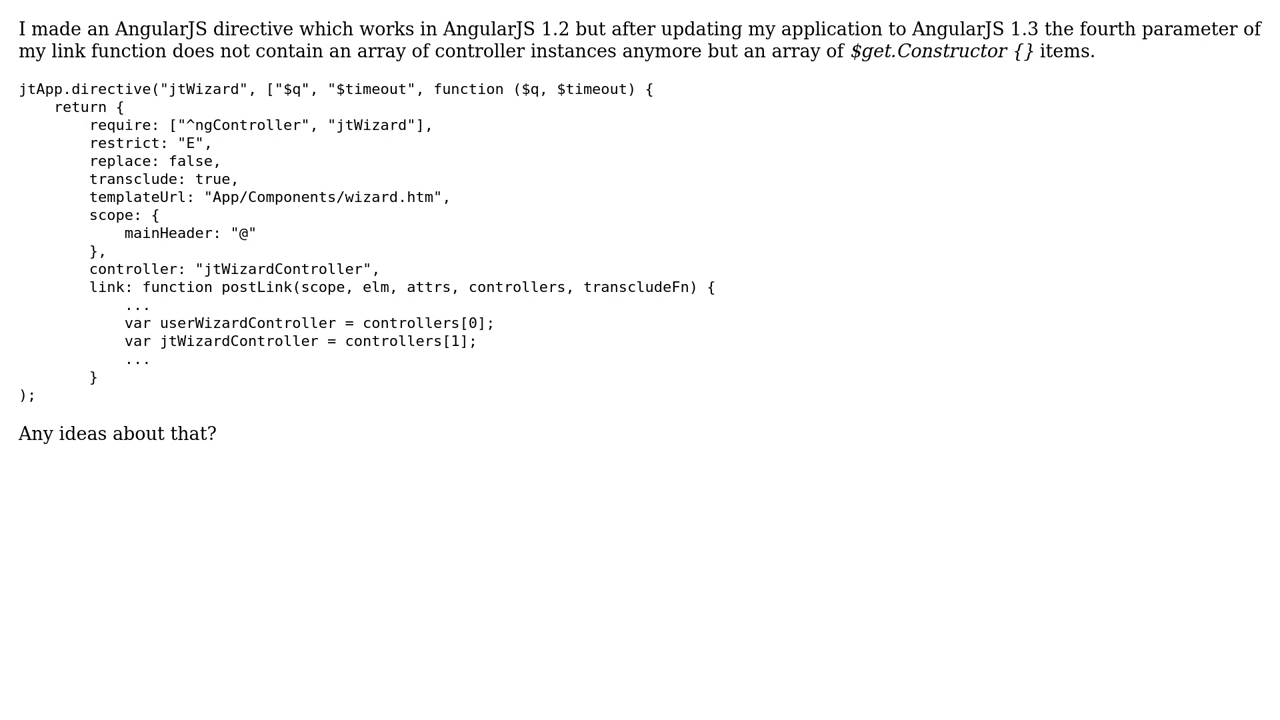 I made an AngularJS directive which works in AngularJS 1.2 but after updating my application to AngularJS 1.3 the fourth parameter of
my link function does not contain an array of controller instances anymore but an array of $get.Constructor {} items.
jtApp.directive("jtWizard", ["$q", "$timeout", function ($q, $timeout) {
    return {
        require: ["^ngController", "jtWizard"],
        restrict: "E",
        replace: false,
        transclude: true,
        templateUrl: "App/Components/wizard.htm",
        scope: {
            mainHeader: "@"
        },
        controller: "jtWizardController",
        link: function postLink(scope, elm, attrs, controllers, transcludeFn) {
            ...
            var userWizardController = controllers[0];
            var jtWizardController = controllers[1];
            ...
        }
);
Any ideas about that?